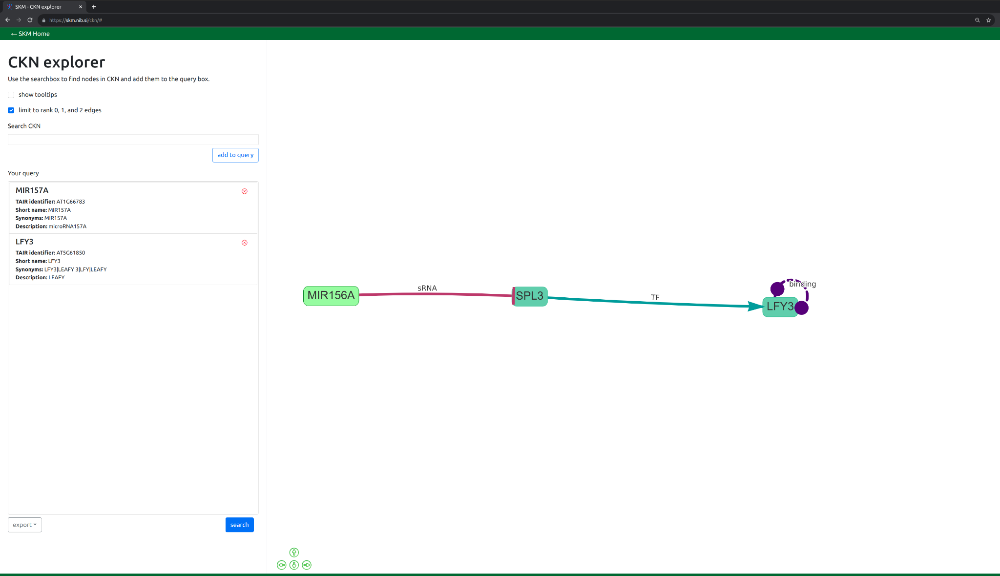 SKM - CKN explorer
https://skm.nib.si/ckn/#
← SKM Home
CKN explorer
Use the searchbox to find nodes in CKN and add them to the query box.
show tooltips
limit to rank 0, 1, and 2 edges
Search CKN
add to query
Your query
MIR157A
TAIR identifier: AT1G66783
Short name: MIR157A
Synonyms: MIR157A
Description: microRNA157A
LFY3
TAIR identifier: AT5G61850
Short name: LFY3
Synonyms: LFY3|LEAFY 3|LFY|LEAFY
Description: LEAFY
export
search
MIR156A
sRNA
SPL3
TF
LFY3
binding